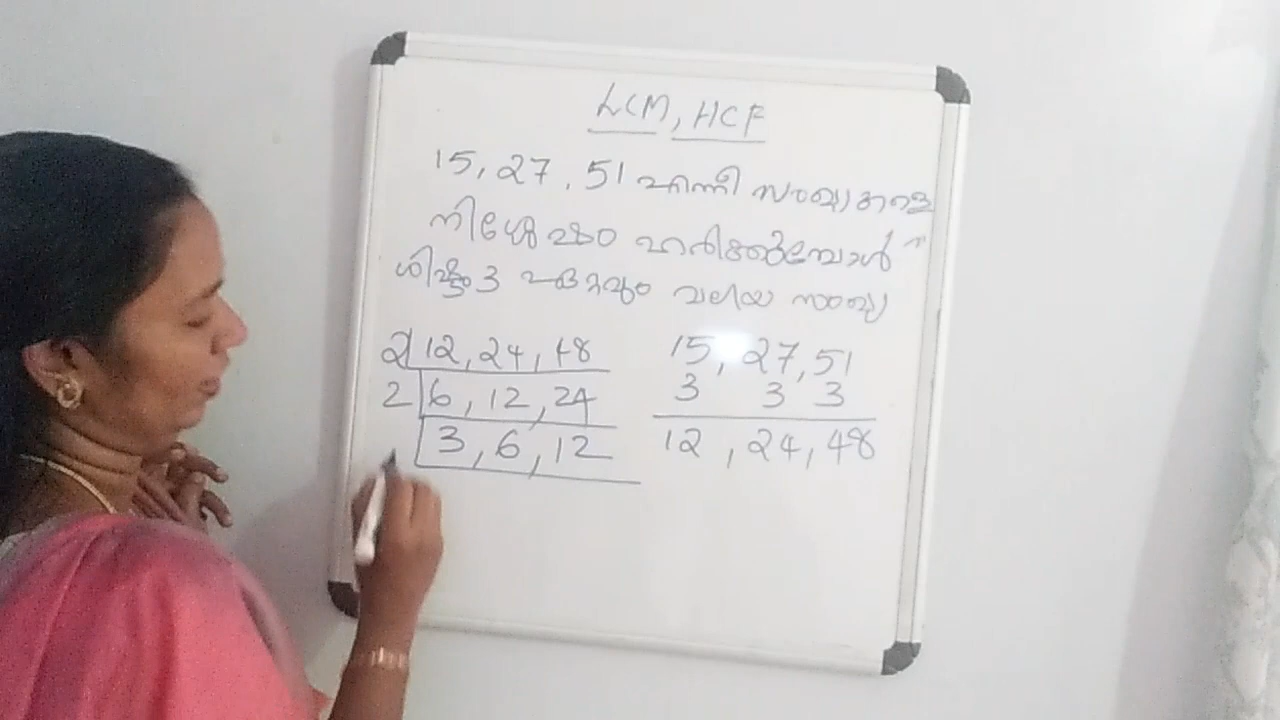 LCM, HCF
15, 27, 51 എന്നീ സംഖ്യകളെ
നിശ്ശേഷം ഹരിക്കുമ്പോൾ
ശിഷ്ടം 3 ഏറ്റവും വലിയ സംഖ്യ
2 12, 24, 48
2 6, 12, 24
3, 6, 12
15, 27, 51
3 3 3
12, 24, 48